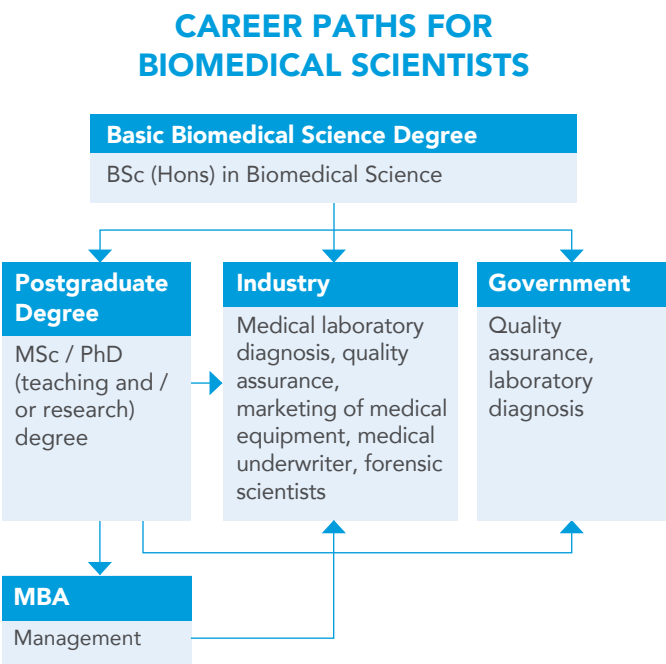 CAREER PATHS FOR
BIOMEDICAL SCIENTISTS
Basic Biomedical Science Degree
BSc (Hons) in Biomedical Science
Postgraduate
Degree
MSc / PhD
(teaching and /
or research)
degree
Industry
Medical laboratory
diagnosis, quality
assurance,
marketing of medical
equipment, medical
underwriter, forensic
scientists
Government
Quality
assurance,
laboratory
diagnosis
MBA
Management